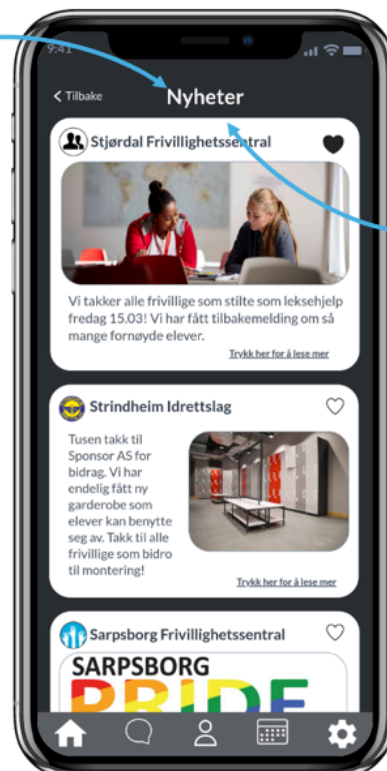 9:41
Tilbake
Nyheter
Stjørdal Frivillighetssentral
Vi takker alle frivillige som stilte som leksehjelp
fredag 15.03! Vi har fått tilbakemelding om så
mange fornøyde elever.
Trykk her for å lese mer
Strindheim Idrettslag
Tusen takk til
Sponsor AS for
bidrag. Vi har
endelig fått ny
garderobe som
elever kan benytte
seg av. Takk til alle
frivillige som bidro
til montering!
Trykk her for å lese mer
Sarpsborg Frivillighetssentral
SARPSBORG
PRIDE